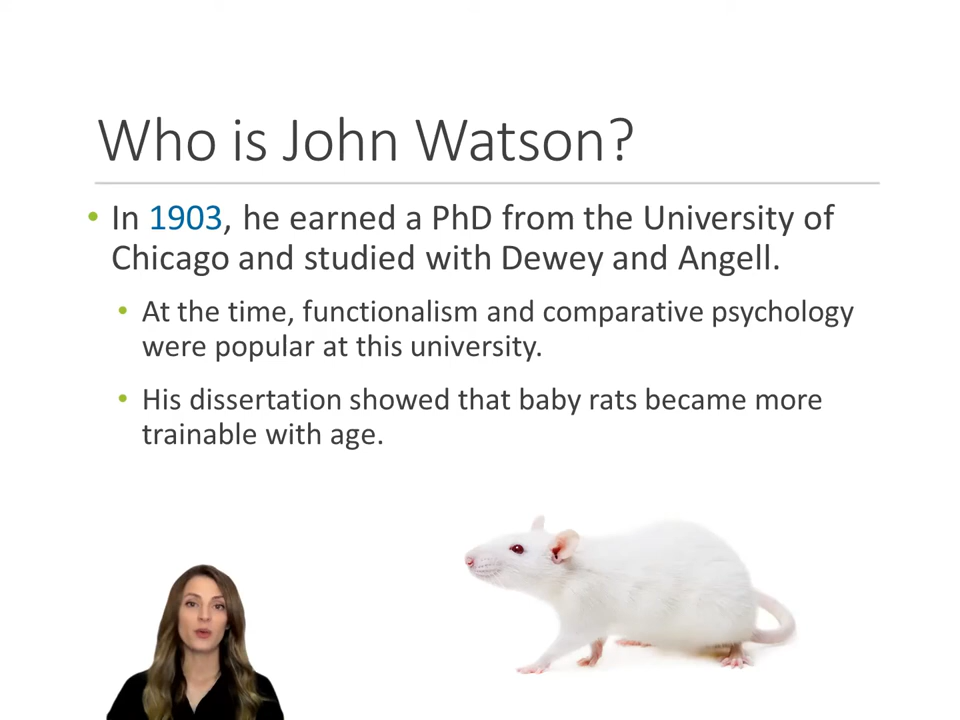 Who is John Watson?
• In 1903, he earned a PhD from the University of
Chicago and studied with Dewey and Angell.
• At the time, functionalism and comparative psychology
were popular at this university.
• His dissertation showed that baby rats became more
trainable with age.